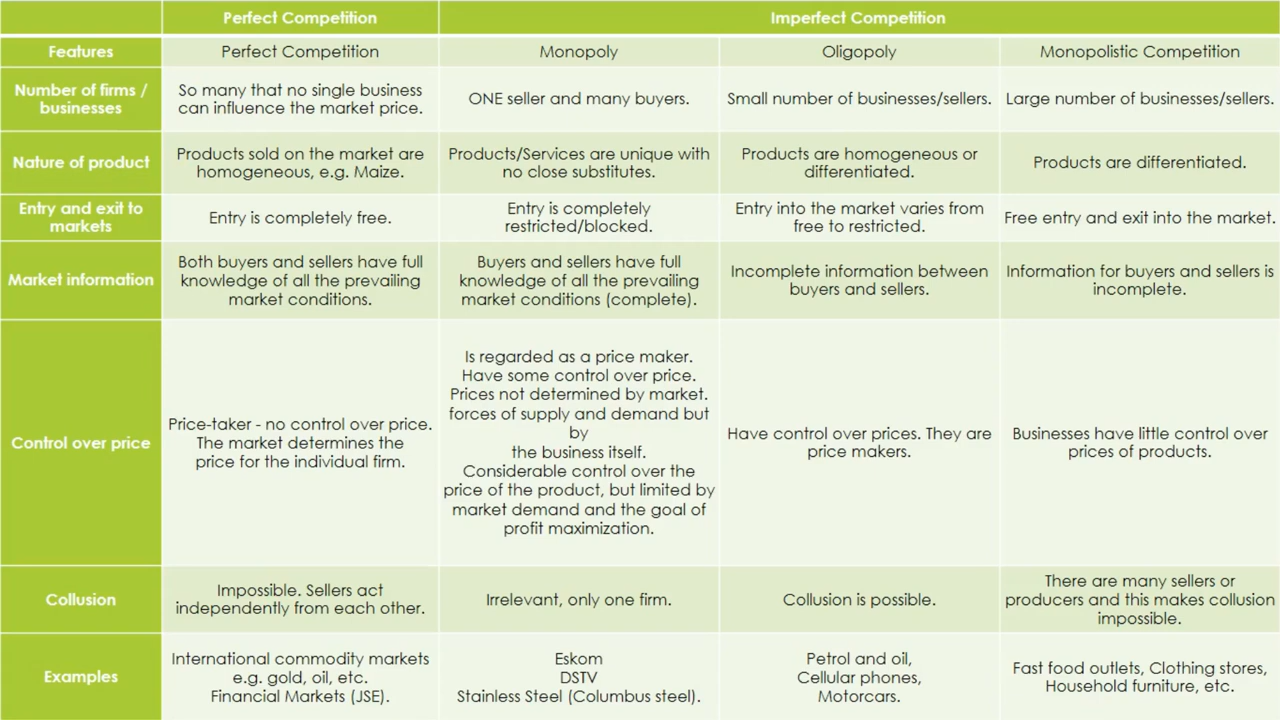 Perfect Competition
Imperfect Competition
Features
Perfect Competition
Monopoly
Oligopoly
Monopolistic Competition
Number of firms /
businesses
So many that no single business
can influence the market price.
ONE seller and many buyers.
Small number of businesses/sellers.
Large number of businesses/sellers.
Nature of product
Products sold on the market are
homogeneous, e.g. Maize.
Products/Services are unique with
no close substitutes.
Products are homogeneous or
differentiated.
Products are differentiated.
Entry and exit to
markets
Entry is completely free.
Entry is completely
restricted/blocked.
Entry into the market varies from
free to restricted.
Free entry and exit into the market.
Market information
Both buyers and sellers have full
knowledge of all the prevailing
market conditions.
Buyers and sellers have full
knowledge of all the prevailing
market conditions (complete).
Incomplete information between
buyers and sellers.
Information for buyers and sellers is
incomplete.
Control over price
Price-taker - no control over price.
The market determines the
price for the individual firm.
Is regarded as a price maker.
Have some control over price.
Prices not determined by market.
forces of supply and demand but
by
the business itself.
Considerable control over the
price of the product, but limited by
market demand and the goal of
profit maximization.
Have control over prices. They are
price makers.
Businesses have little control over
prices of products.
Collusion
Impossible. Sellers act
independently from each other.
Irrelevant, only one firm.
Collusion is possible.
There are many sellers or
producers and this makes collusion
impossible.
Examples
International commodity markets
e.g. gold, oil, etc.
Financial Markets (JSE).
Eskom
DSTV
Stainless Steel (Columbus steel).
Petrol and oil,
Cellular phones,
Motorcars.
Fast food outlets, Clothing stores,
Household furniture, etc.